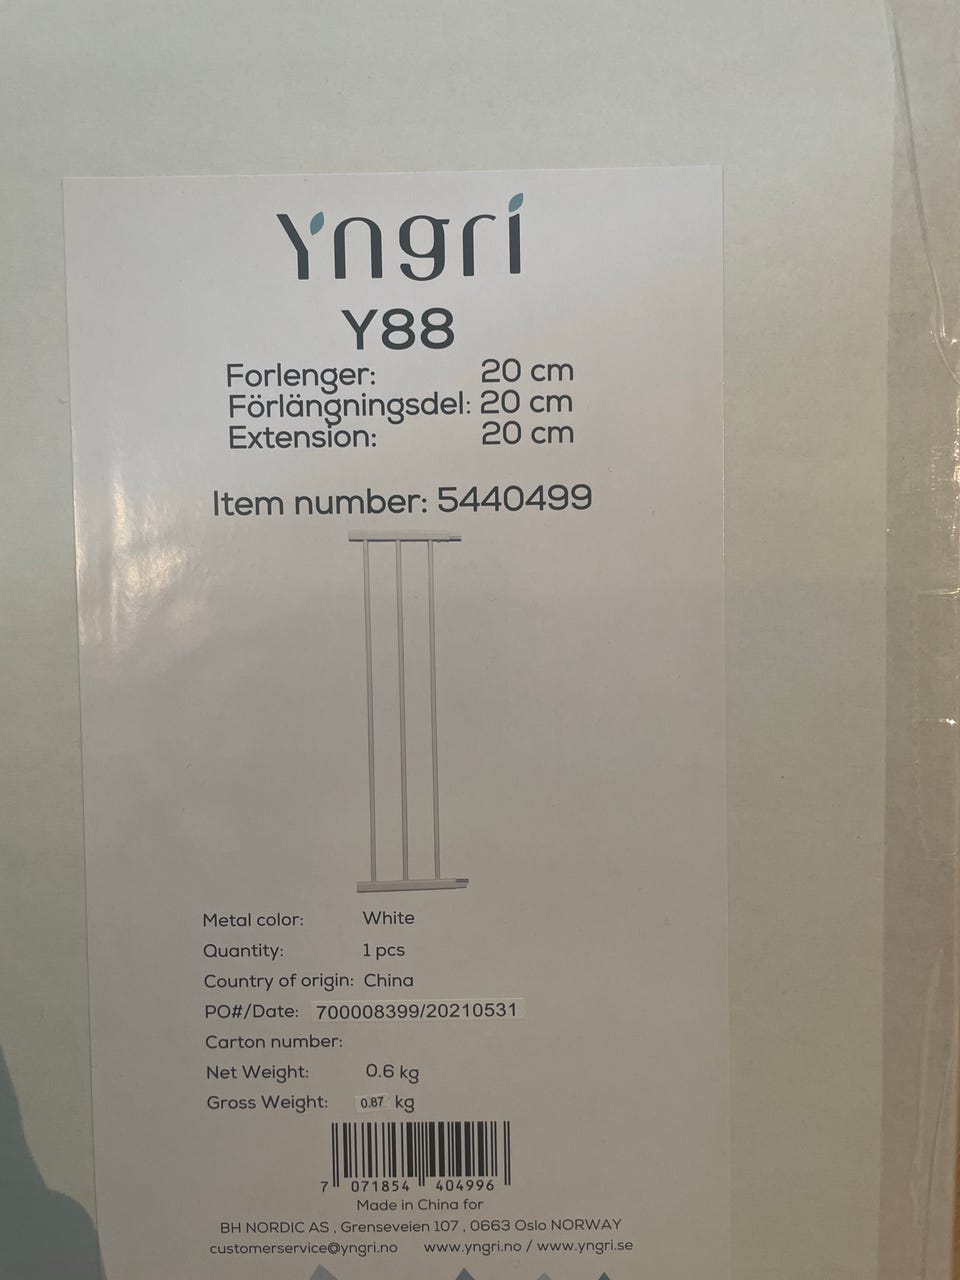 Yngri
Y88
Forlenger: 20 cm
Förlängningsdel: 20 cm
Extension: 20 cm
Item number: 5440499
Metal color: White
Quantity: 1 pcs
Country of origin: China
PO#/Date: 700008399/20210531
Carton number:
Net Weight: 0.6 kg
Gross Weight: 0.87 kg
7 071854 404996
Made in China for
BH NORDIC AS , Grenseveien 107 , 0663 Oslo NORWAY
customerservice@yngri.no www.yngri.no / www.yngri.se